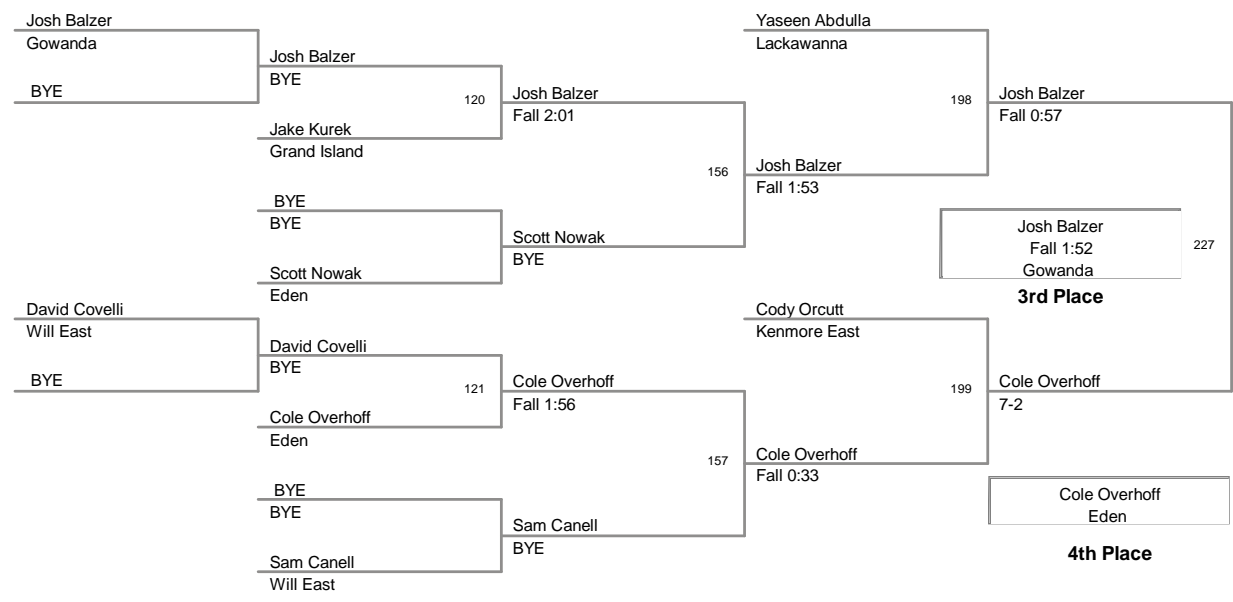 Josh Balzer
Gowanda
BYE
Josh Balzer
BYE
120
Jake Kurek
Grand Island
Josh Balzer
Fall 2:01
BYE
BYE
Scott Nowak
Eden
Scott Nowak
BYE
156
Josh Balzer
Fall 1:53
Yaseen Abdulla
Lackawanna
198
Josh Balzer
Fall 0:57
Josh Balzer
Fall 1:52
Gowanda
3rd Place
227
David Covelli
Will East
BYE
David Covelli
BYE
121
Cole Overhoff
Eden
Cole Overhoff
Fall 1:56
BYE
BYE
Sam Canell
Will East
Sam Canell
BYE
157
Cole Overhoff
Fall 0:33
Cody Orcutt
Kenmore East
199
Cole Overhoff
7-2
Cole Overhoff
Eden
4th Place